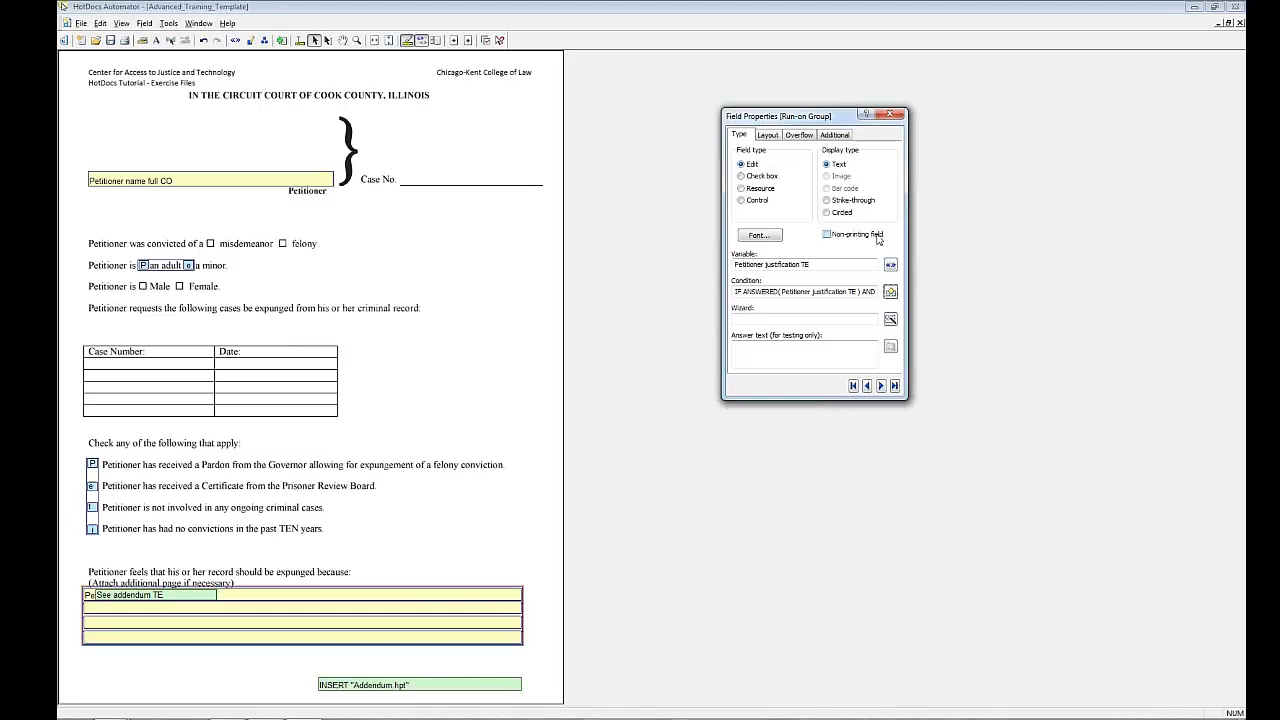 HotDocs Automator - [Advanced_Training_Template]
File Edit View Field Tools Window Help
Center for Access to Justice and Technology
Chicago-Kent College of Law
HotDocs Tutorial - Exercise Files
IN THE CIRCUIT COURT OF COOK COUNTY, ILLINOIS
Petitioner name full CO
Case No.
Petitioner
Petitioner was convicted of a misdemeanor felony
Petitioner is P an adult e a minor.
Petitioner is Male Female.
Petitioner requests the following cases be expunged from his or her criminal record:
Case Number: Date:
Check any of the following that apply:
P Petitioner has received a Pardon from the Governor allowing for expungement of a felony conviction.
e Petitioner has received a Certificate from the Prisoner Review Board.
t Petitioner is not involved in any ongoing criminal cases.
i Petitioner has had no convictions in the past TEN years.
Petitioner feels that his or her record should be expunged because:
(Attach additional page if necessary)
Pe See addendum TE
INSERT "Addendum.hpt"
Field Properties [Run-on Group]
Type Layout Overflow Additional
Field type Display type
Edit Text
Check box Image
Resource Bar code
Control Strike-through
Circled
Font... Non-printing field
Variable:
Petitioner justification TE
Condition:
IF ANSWERED( Petitioner justification TE ) AND
Wizard:
Answer text (for testing only):
NUM